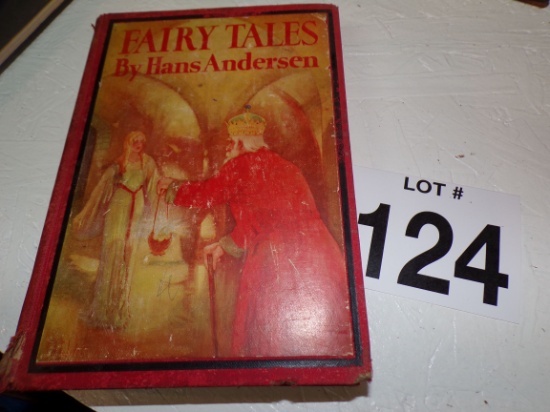 FAIRY TALES
By Hans Andersen
LOT #
124